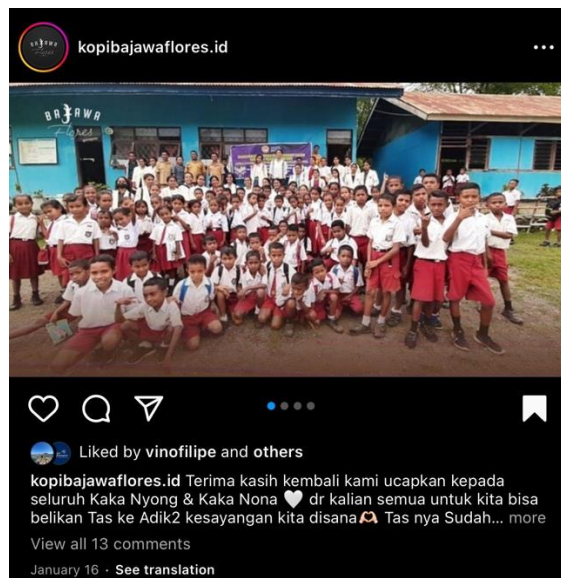 kopibajawaflores.id
BAJAWA
Flores
Liked by vinofilipe and others
kopibajawaflores.id Terima kasih kembali kami ucapkan kepada
seluruh Kaka Nyong & Kaka Nona 🤍 dr kalian semua untuk kita bisa
belikan Tas ke Adik2 kesayangan kita disana🫶🏻 Tas nya Sudah... more
View all 13 comments
January 16 · See translation